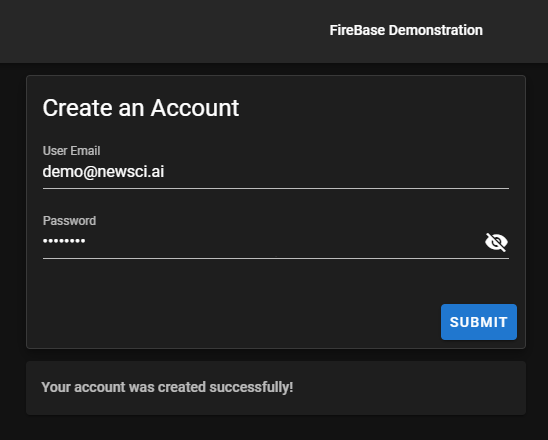 FireBase Demonstration
Create an Account
User Email
demo@newsci.ai
Password
••••••••
SUBMIT
Your account was created successfully!